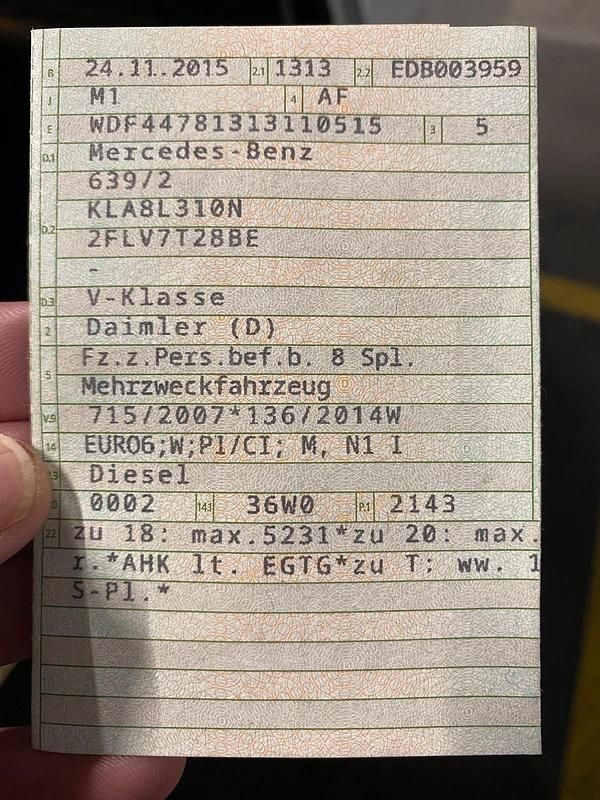 B 24.11.2015 2.1 1313 2.2 EDB003959
J M1 4 AF
E WDF44781313110515 3 5
D.1 Mercedes-Benz
639/2
D.2 KLA8L310N
2FLV7T28BE
-
D.3 V-Klasse
2 Daimler (D)
5 Fz.z.Pers.bef.b. 8 Spl.
Mehrzweckfahrzeug
V.9 715/2007*136/2014W
14 EURO6;W;PI/CI; M, N1 I
P.3 Diesel
10 0002 14.1 36W0 P.1 2143
22 zu 18: max.5231*zu 20: max.
r.*AHK lt. EGTG*zu T: ww. 1
S-Pl.*